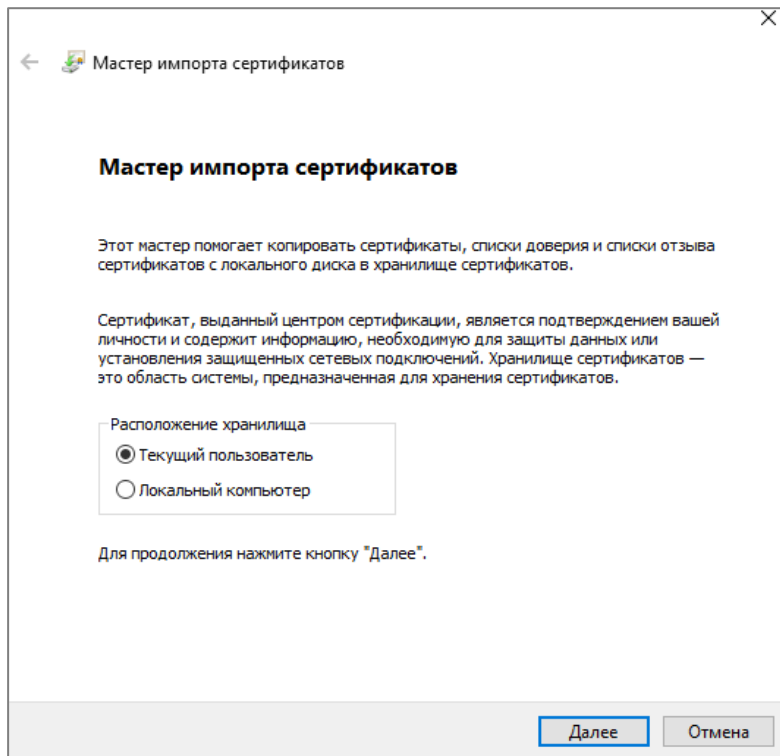 Мастер импорта сертификатов
Мастер импорта сертификатов
Этот мастер помогает копировать сертификаты, списки доверия и списки отзыва
сертификатов с локального диска в хранилище сертификатов.
Сертификат, выданный центром сертификации, является подтверждением вашей
личности и содержит информацию, необходимую для защиты данных или
установления защищенных сетевых подключений. Хранилище сертификатов —
это область системы, предназначенная для хранения сертификатов.
Расположение хранилища
Текущий пользователь
Локальный компьютер
Для продолжения нажмите кнопку "Далее".
Далее
Отмена